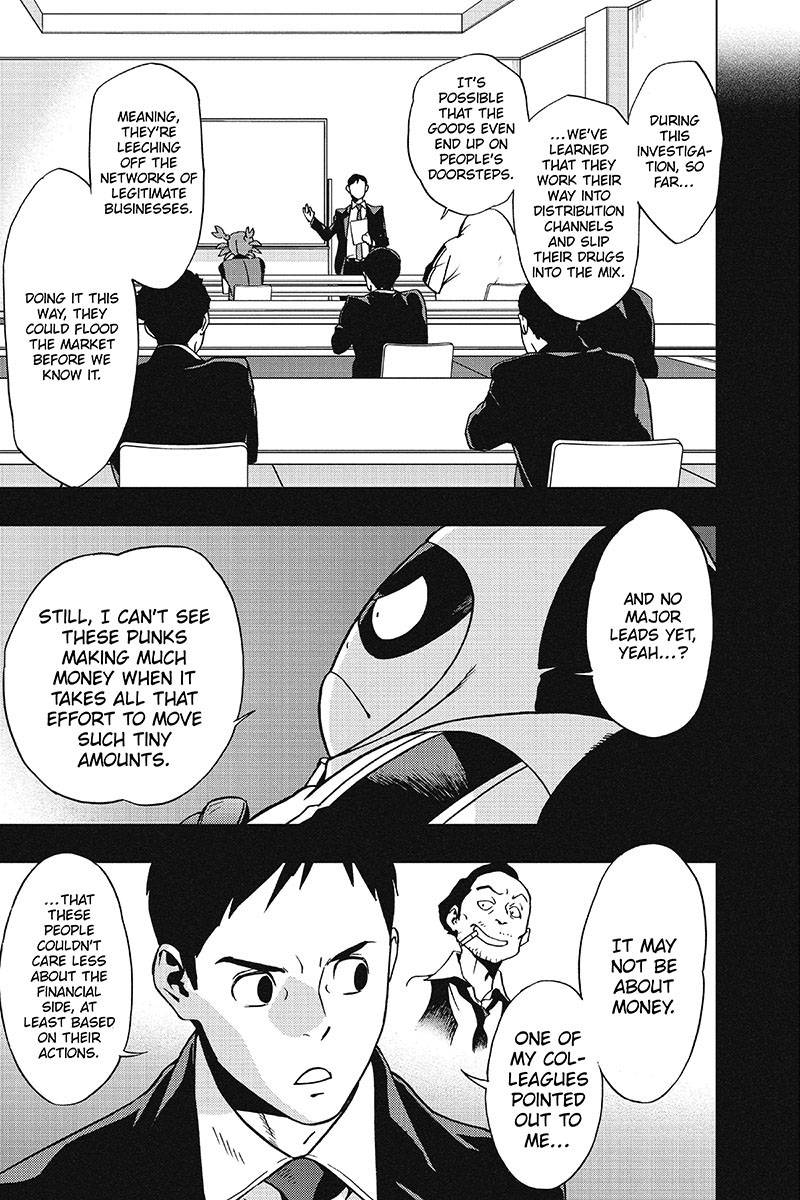 DURING
THIS
INVESTIGA-
TION, SO
FAR...
...WE'VE
LEARNED
THAT THEY
WORK THEIR
WAY INTO
DISTRIBUTION
CHANNELS
AND SLIP
THEIR DRUGS
INTO THE MIX.
IT'S
POSSIBLE
THAT THE
GOODS EVEN
END UP ON
PEOPLE'S
DOORSTEPS.
MEANING,
THEY'RE
LEECHING
OFF THE
NETWORKS OF
LEGITIMATE
BUSINESSES.
DOING IT THIS
WAY, THEY
COULD FLOOD
THE MARKET
BEFORE WE
KNOW IT.
AND NO
MAJOR
LEADS YET,
YEAH...?
STILL, I CAN'T SEE
THESE PUNKS
MAKING MUCH
MONEY WHEN IT
TAKES ALL THAT
EFFORT TO MOVE
SUCH TINY
AMOUNTS.
IT MAY
NOT BE
ABOUT
MONEY.
ONE OF
MY COL-
LEAGUES
POINTED
OUT TO
ME...
...THAT
THESE
PEOPLE
COULDN'T
CARE LESS
ABOUT THE
FINANCIAL
SIDE, AT
LEAST BASED
ON THEIR
ACTIONS.